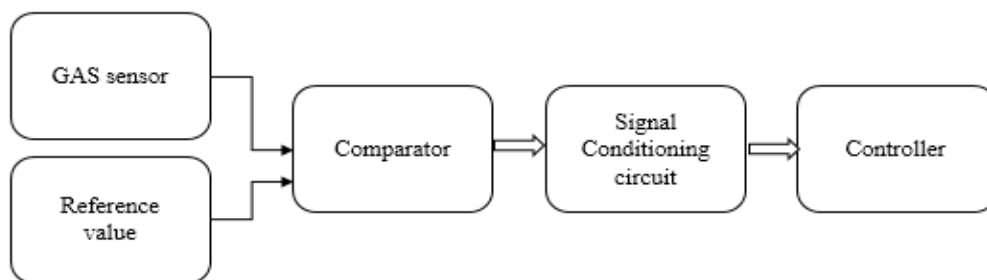 GAS sensor
Reference
value
Comparator
Signal
Conditioning
circuit
Controller